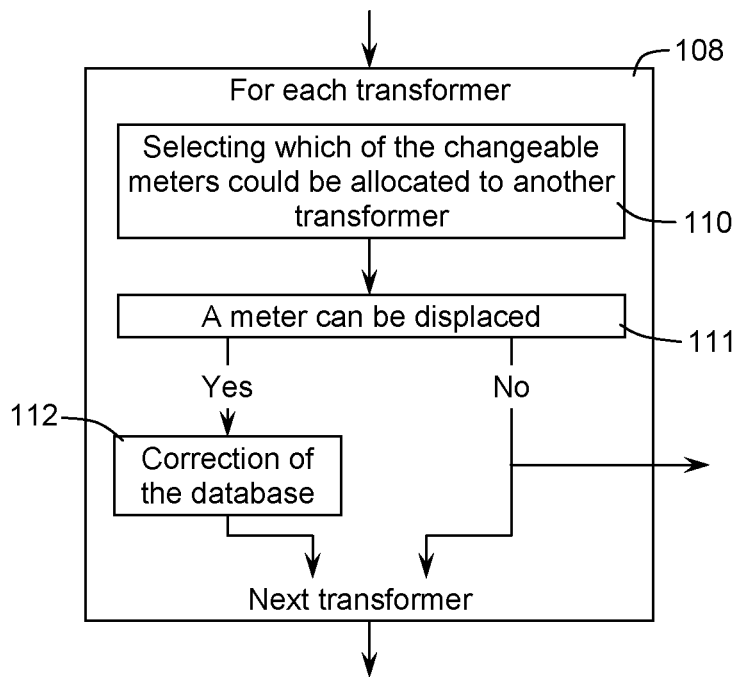 108
For each transformer
Selecting which of the changeable
meters could be allocated to another
transformer
110
A meter can be displaced
111
Yes
No
112
Correction of
the database
Next transformer